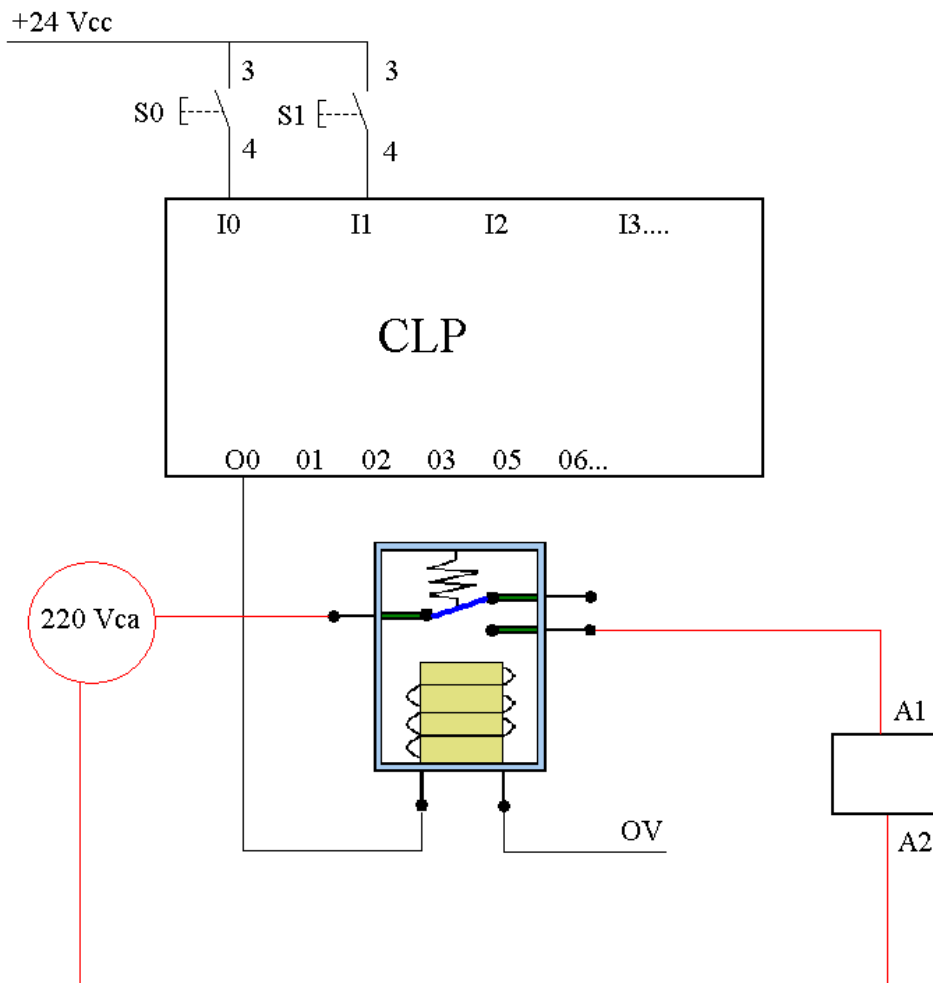 +24 Vcc
3 3
S0 S1
4 4
I0 I1 I2 I3....
CLP
O0 01 02 03 05 06...
220 Vca
A1
OV
A2